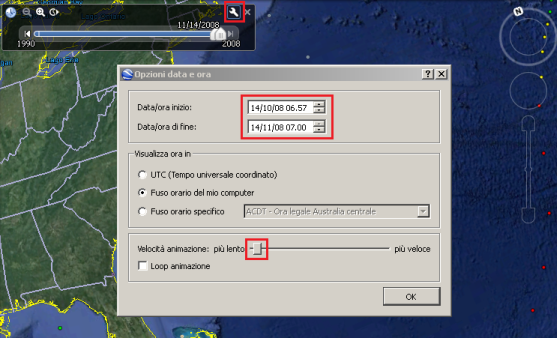 11/14/2008
1990
2008
Opzioni data e ora
Data/ora inizio: 14/10/08 06.57
Data/ora di fine: 14/11/08 07.00
Visualizza ora in
UTC (Tempo universale coordinato)
Fuso orario del mio computer
Fuso orario specifico ACDT - Ora legale Australia centrale
Velocità animazione: più lento più veloce
Loop animazione
OK
N